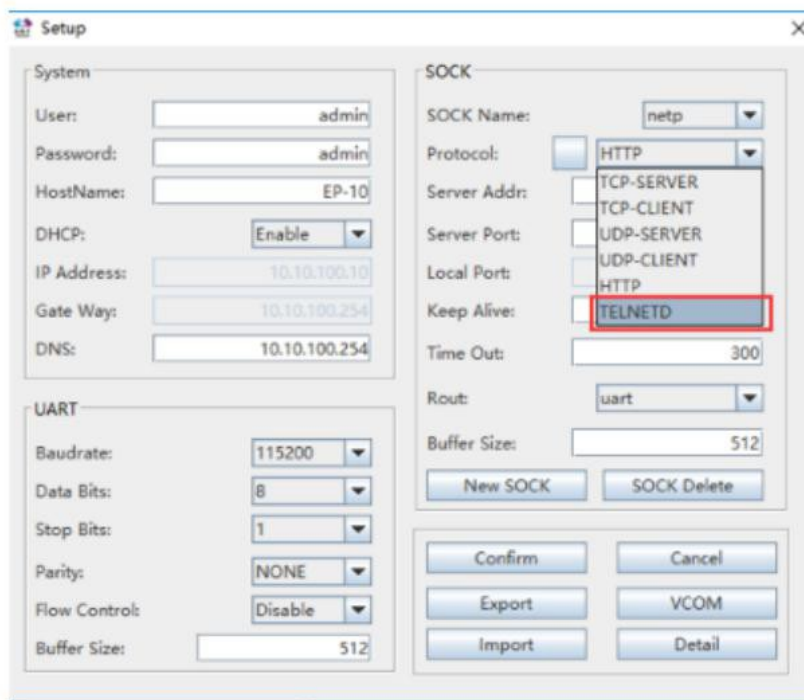 Setup
System
User: admin
Password: admin
HostName: EP-10
DHCP: Enable
IP Address: 10.10.100.10
Gate Way: 10.10.100.254
DNS: 10.10.100.254
UART
Baudrate: 115200
Data Bits: 8
Stop Bits: 1
Parity: NONE
Flow Control: Disable
Buffer Size: 512
SOCK
SOCK Name: netp
Protocol: HTTP
TCP-SERVER
TCP-CLIENT
UDP-SERVER
UDP-CLIENT
HTTP
TELNETD
Server Addr:
Server Port:
Local Port:
Keep Alive:
Time Out: 300
Rout: uart
Buffer Size: 512
New SOCK SOCK Delete
Confirm Cancel
Export VCOM
Import Detail